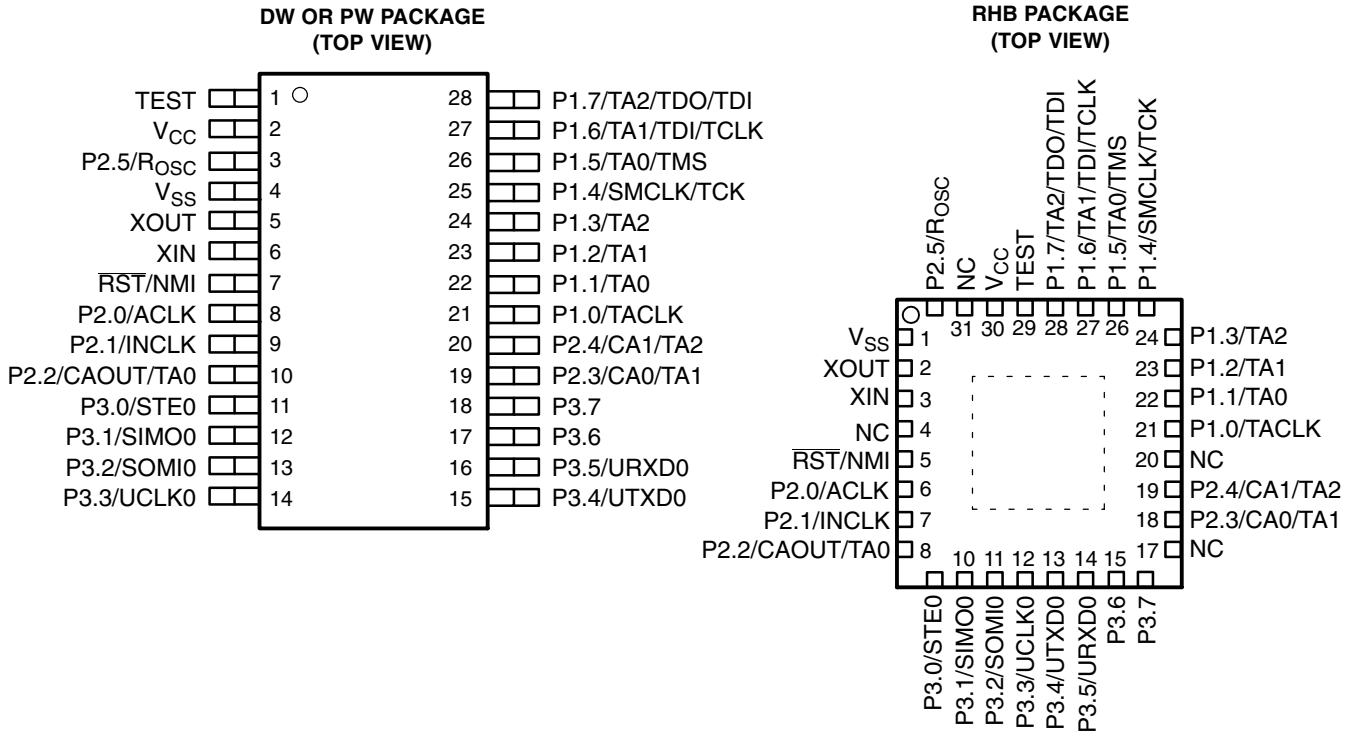 DW OR PW PACKAGE
(TOP VIEW)
TEST 1 28 P1.7/TA2/TDO/TDI
VCC 2 27 P1.6/TA1/TDI/TCLK
P2.5/ROSC 3 26 P1.5/TA0/TMS
VSS 4 25 P1.4/SMCLK/TCK
XOUT 5 24 P1.3/TA2
XIN 6 23 P1.2/TA1
R̅S̅T̅/NMI 7 22 P1.1/TA0
P2.0/ACLK 8 21 P1.0/TACLK
P2.1/INCLK 9 20 P2.4/CA1/TA2
P2.2/CAOUT/TA0 10 19 P2.3/CA0/TA1
P3.0/STE0 11 18 P3.7
P3.1/SIMO0 12 17 P3.6
P3.2/SOMI0 13 16 P3.5/URXD0
P3.3/UCLK0 14 15 P3.4/UTXD0
RHB PACKAGE
(TOP VIEW)
P2.5/ROSC
NC
VCC
TEST
P1.7/TA2/TDO/TDI
P1.6/TA1/TDI/TCLK
P1.5/TA0/TMS
P1.4/SMCLK/TCK
31 30 29 28 27 26
VSS 1 24 P1.3/TA2
XOUT 2 23 P1.2/TA1
XIN 3 22 P1.1/TA0
NC 4 21 P1.0/TACLK
R̅S̅T̅/NMI 5 20 NC
P2.0/ACLK 6 19 P2.4/CA1/TA2
P2.1/INCLK 7 18 P2.3/CA0/TA1
P2.2/CAOUT/TA0 8 17 NC
10 11 12 13 14 15
P3.0/STE0
P3.1/SIMO0
P3.2/SOMI0
P3.3/UCLK0
P3.4/UTXD0
P3.5/URXD0
P3.6
P3.7